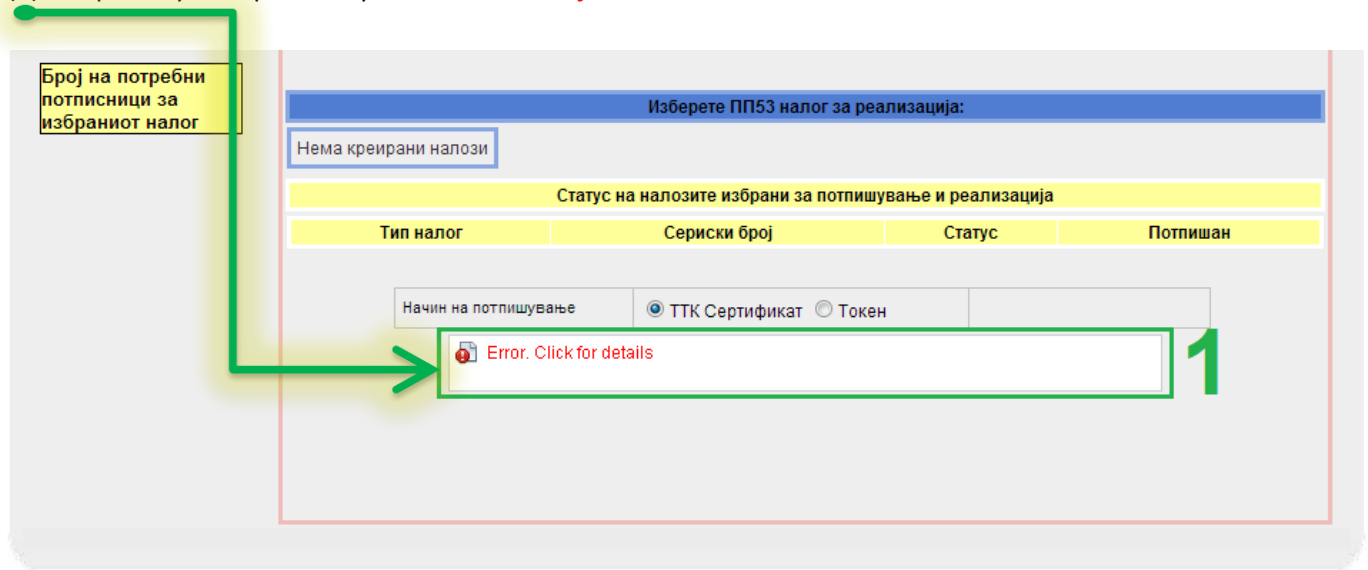 Број на потребни
потписници за
избраниот налог
Изберете ПП53 налог за реализација:
Нема креирани налози
Статус на налозите избрани за потпишување и реализација
Тип налог Сериски број Статус Потпишан
Начин на потпишување ТТК Сертификат Токен
Error. Click for details
1